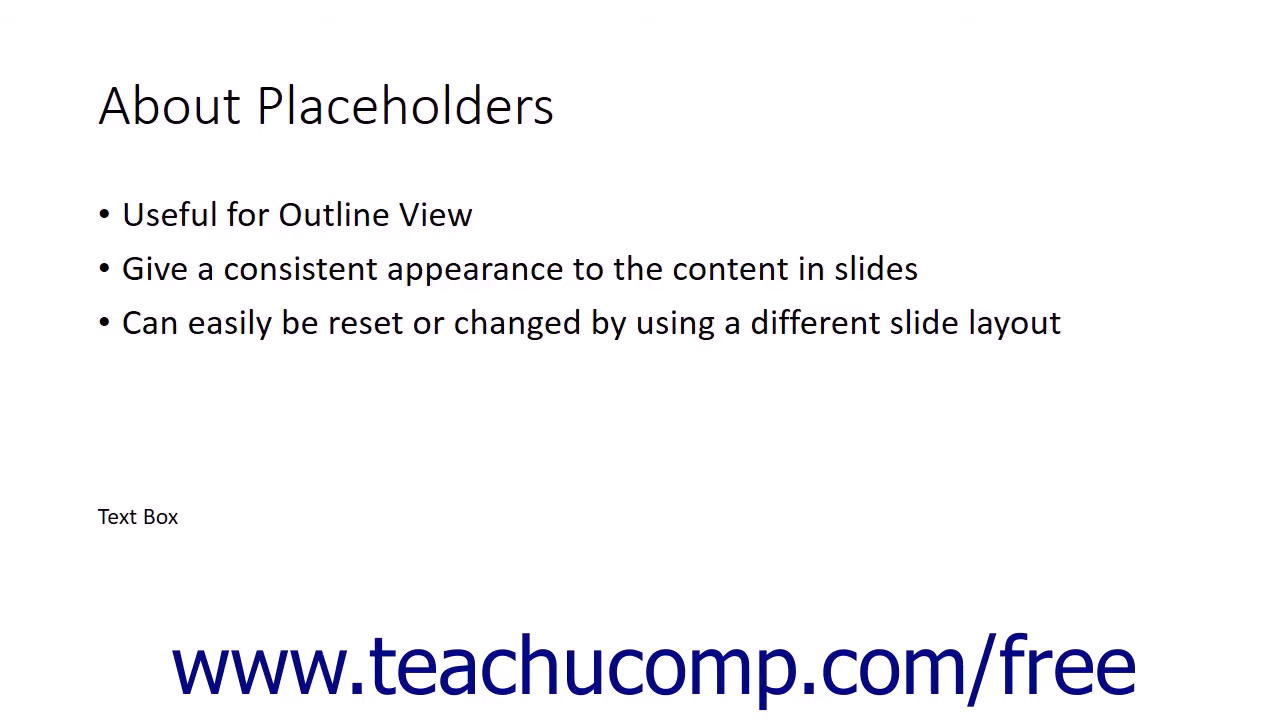 About Placeholders
• Useful for Outline View
• Give a consistent appearance to the content in slides
• Can easily be reset or changed by using a different slide layout
Text Box
www.teachucomp.com/free